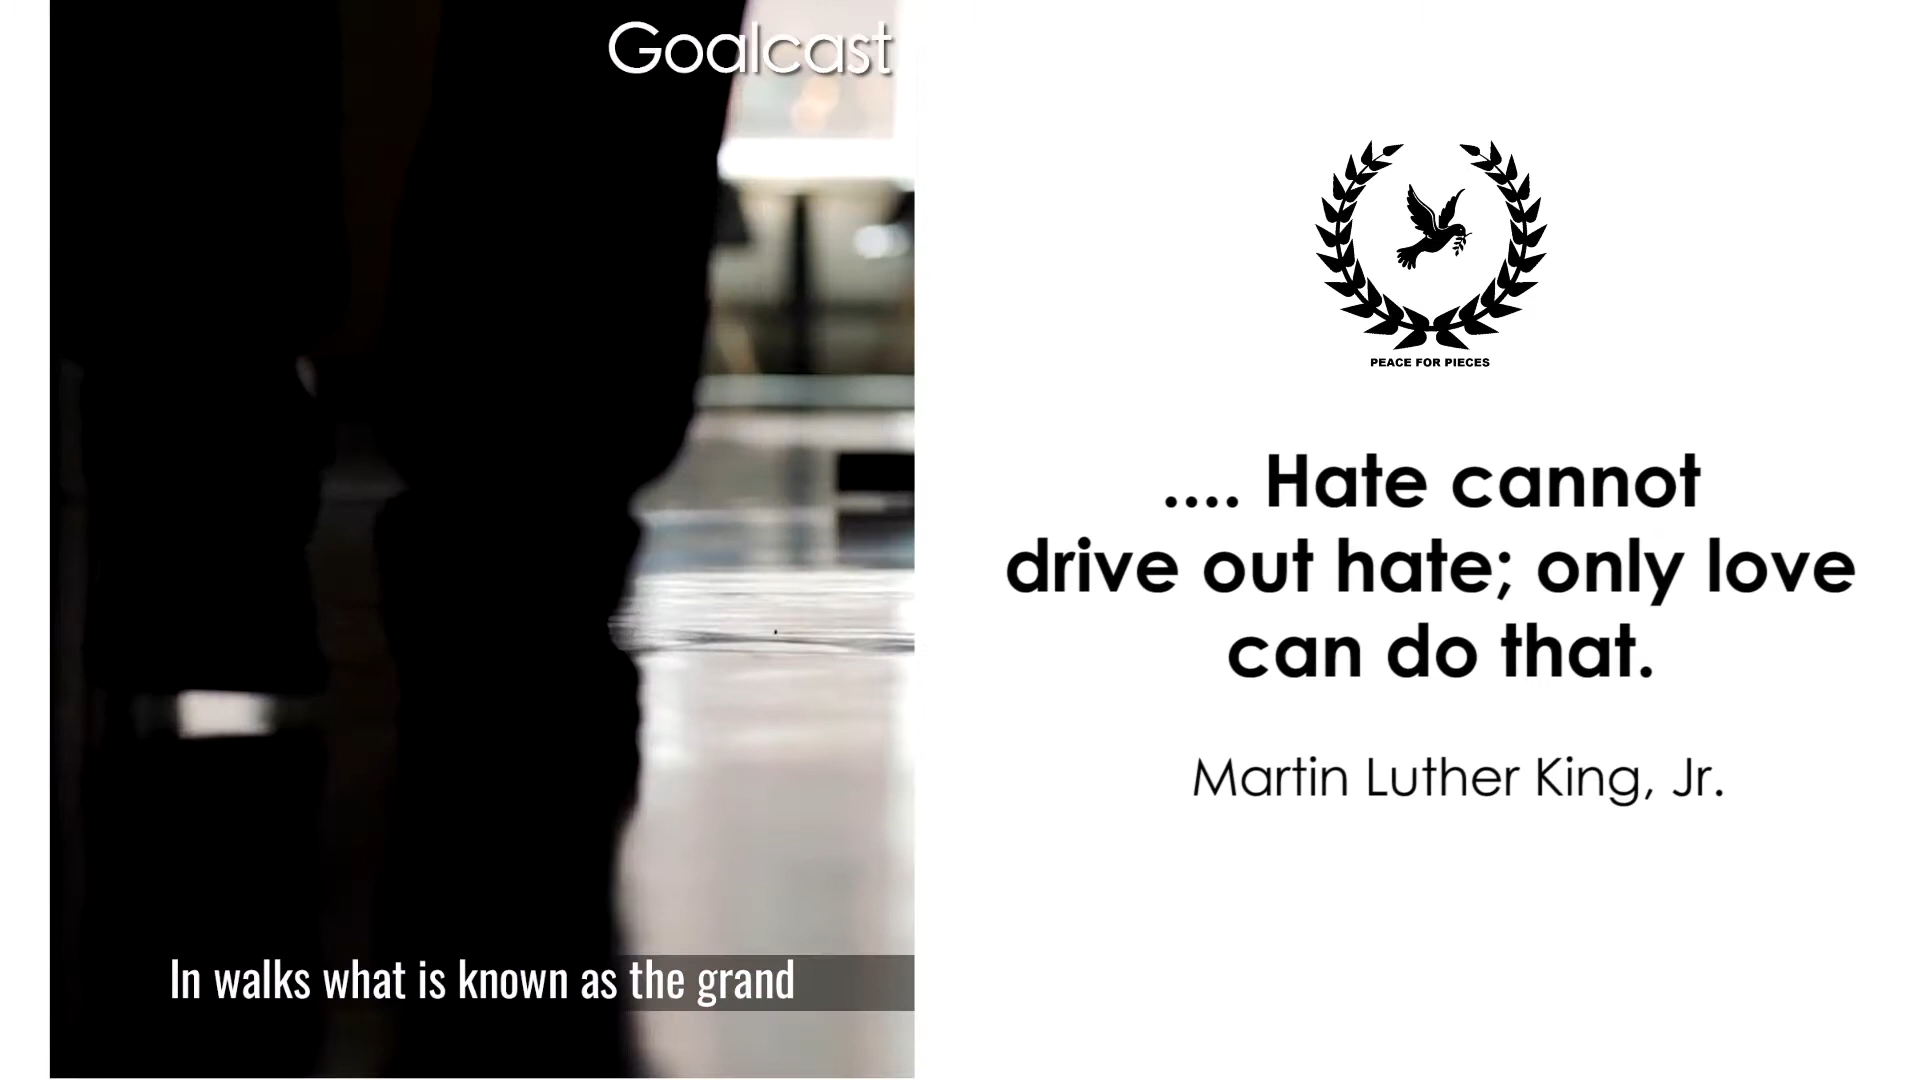 Goalcast
In walks what is known as the grand
PEACE FOR PIECES
.... Hate cannot
drive out hate; only love
can do that.
Martin Luther King, Jr.